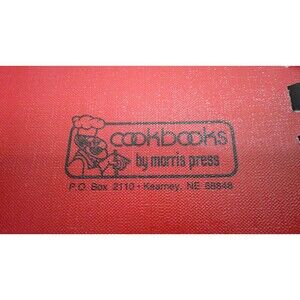 cookbooks
by morris press
P.O. Box 2110 • Kearney, NE 68848